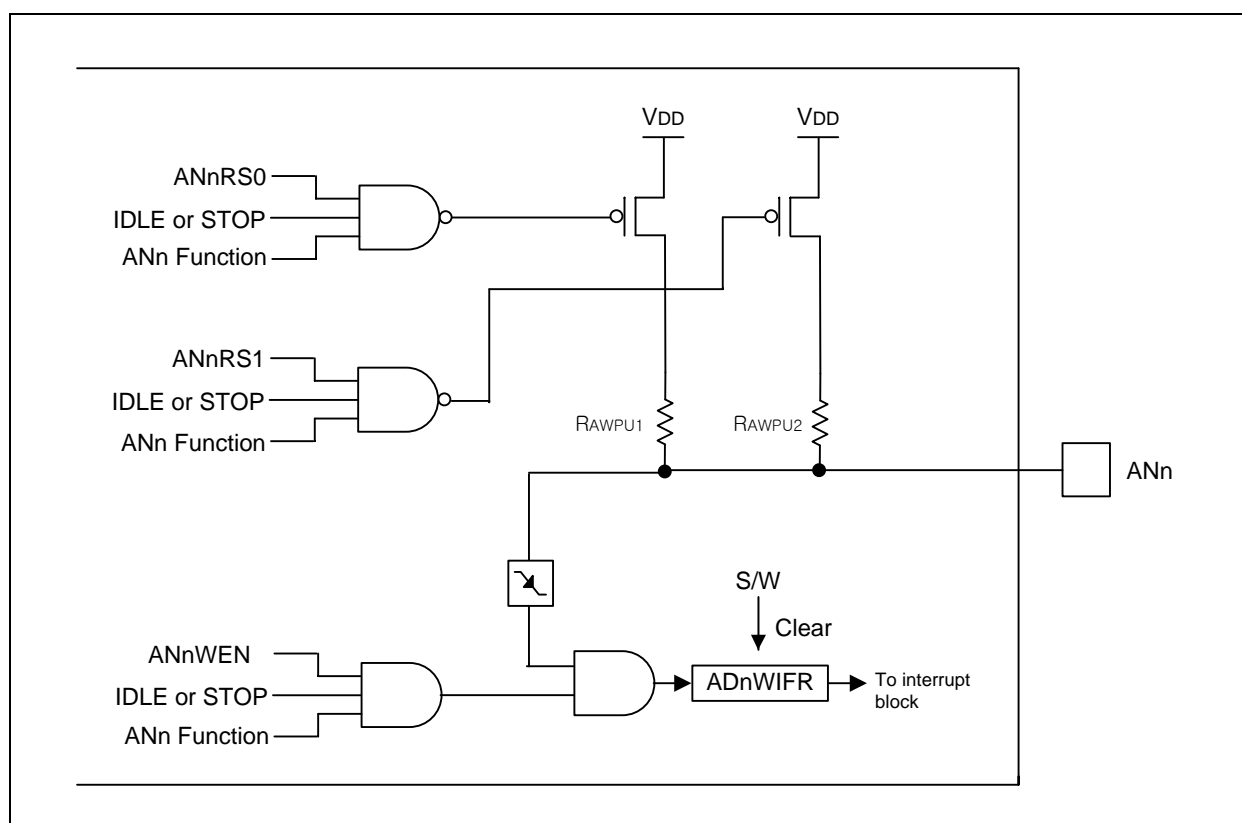 VDD
VDD
ANnRS0
IDLE or STOP
ANn Function
ANnRS1
IDLE or STOP
ANn Function
RAWPU1
RAWPU2
ANn
S/W
Clear
ANnWEN
IDLE or STOP
ANn Function
ADnWIFR
To interrupt
block